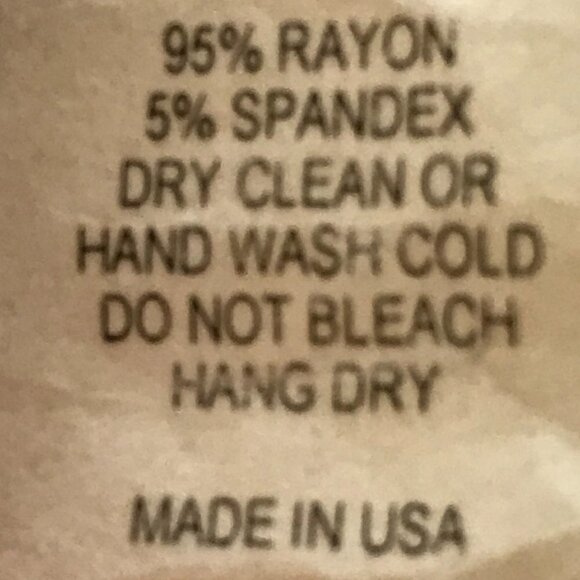 95% RAYON
5% SPANDEX
DRY CLEAN OR
HAND WASH COLD
DO NOT BLEACH
HANG DRY
MADE IN USA